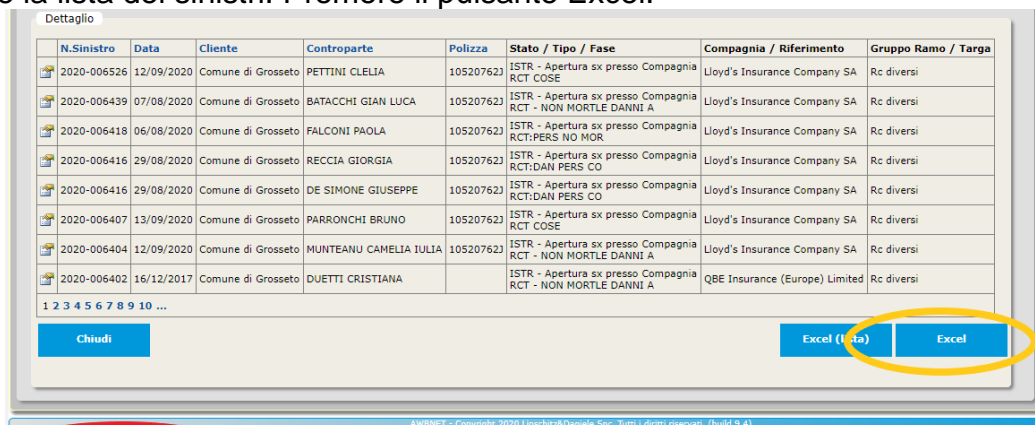 la lista dei sinistri. Premere il pulsante Excel.
Dettaglio
N.Sinistro Data Cliente Controparte Polizza Stato / Tipo / Fase Compagnia / Riferimento Gruppo Ramo / Targa
2020-006526 12/09/2020 Comune di Grosseto PETTINI CLELIA 10520762J ISTR - Apertura sx presso Compagnia Lloyd's Insurance Company SA Rc diversi
RCT COSE
2020-006439 07/08/2020 Comune di Grosseto BATACCHI GIAN LUCA 10520762J ISTR - Apertura sx presso Compagnia Lloyd's Insurance Company SA Rc diversi
RCT - NON MORTLE DANNI A
2020-006418 06/08/2020 Comune di Grosseto FALCONI PAOLA 10520762J ISTR - Apertura sx presso Compagnia Lloyd's Insurance Company SA Rc diversi
RCT:PERS NO MOR
2020-006416 29/08/2020 Comune di Grosseto RECCIA GIORGIA 10520762J ISTR - Apertura sx presso Compagnia Lloyd's Insurance Company SA Rc diversi
RCT:DAN PERS CO
2020-006416 29/08/2020 Comune di Grosseto DE SIMONE GIUSEPPE 10520762J ISTR - Apertura sx presso Compagnia Lloyd's Insurance Company SA Rc diversi
RCT:DAN PERS CO
2020-006407 13/09/2020 Comune di Grosseto PARRONCHI BRUNO 10520762J ISTR - Apertura sx presso Compagnia Lloyd's Insurance Company SA Rc diversi
RCT COSE
2020-006404 12/09/2020 Comune di Grosseto MUNTEANU CAMELIA IULIA 10520762J ISTR - Apertura sx presso Compagnia Lloyd's Insurance Company SA Rc diversi
RCT - NON MORTLE DANNI A
2020-006402 16/12/2017 Comune di Grosseto DUETTI CRISTIANA ISTR - Apertura sx presso Compagnia QBE Insurance (Europe) Limited Rc diversi
RCT - NON MORTLE DANNI A
1 2 3 4 5 6 7 8 9 10 ...
Chiudi Excel (lista) Excel
AWBNET - Copyright 2020 Lipschitz&Daniele Snc. Tutti i diritti riservati. (build 9.4)